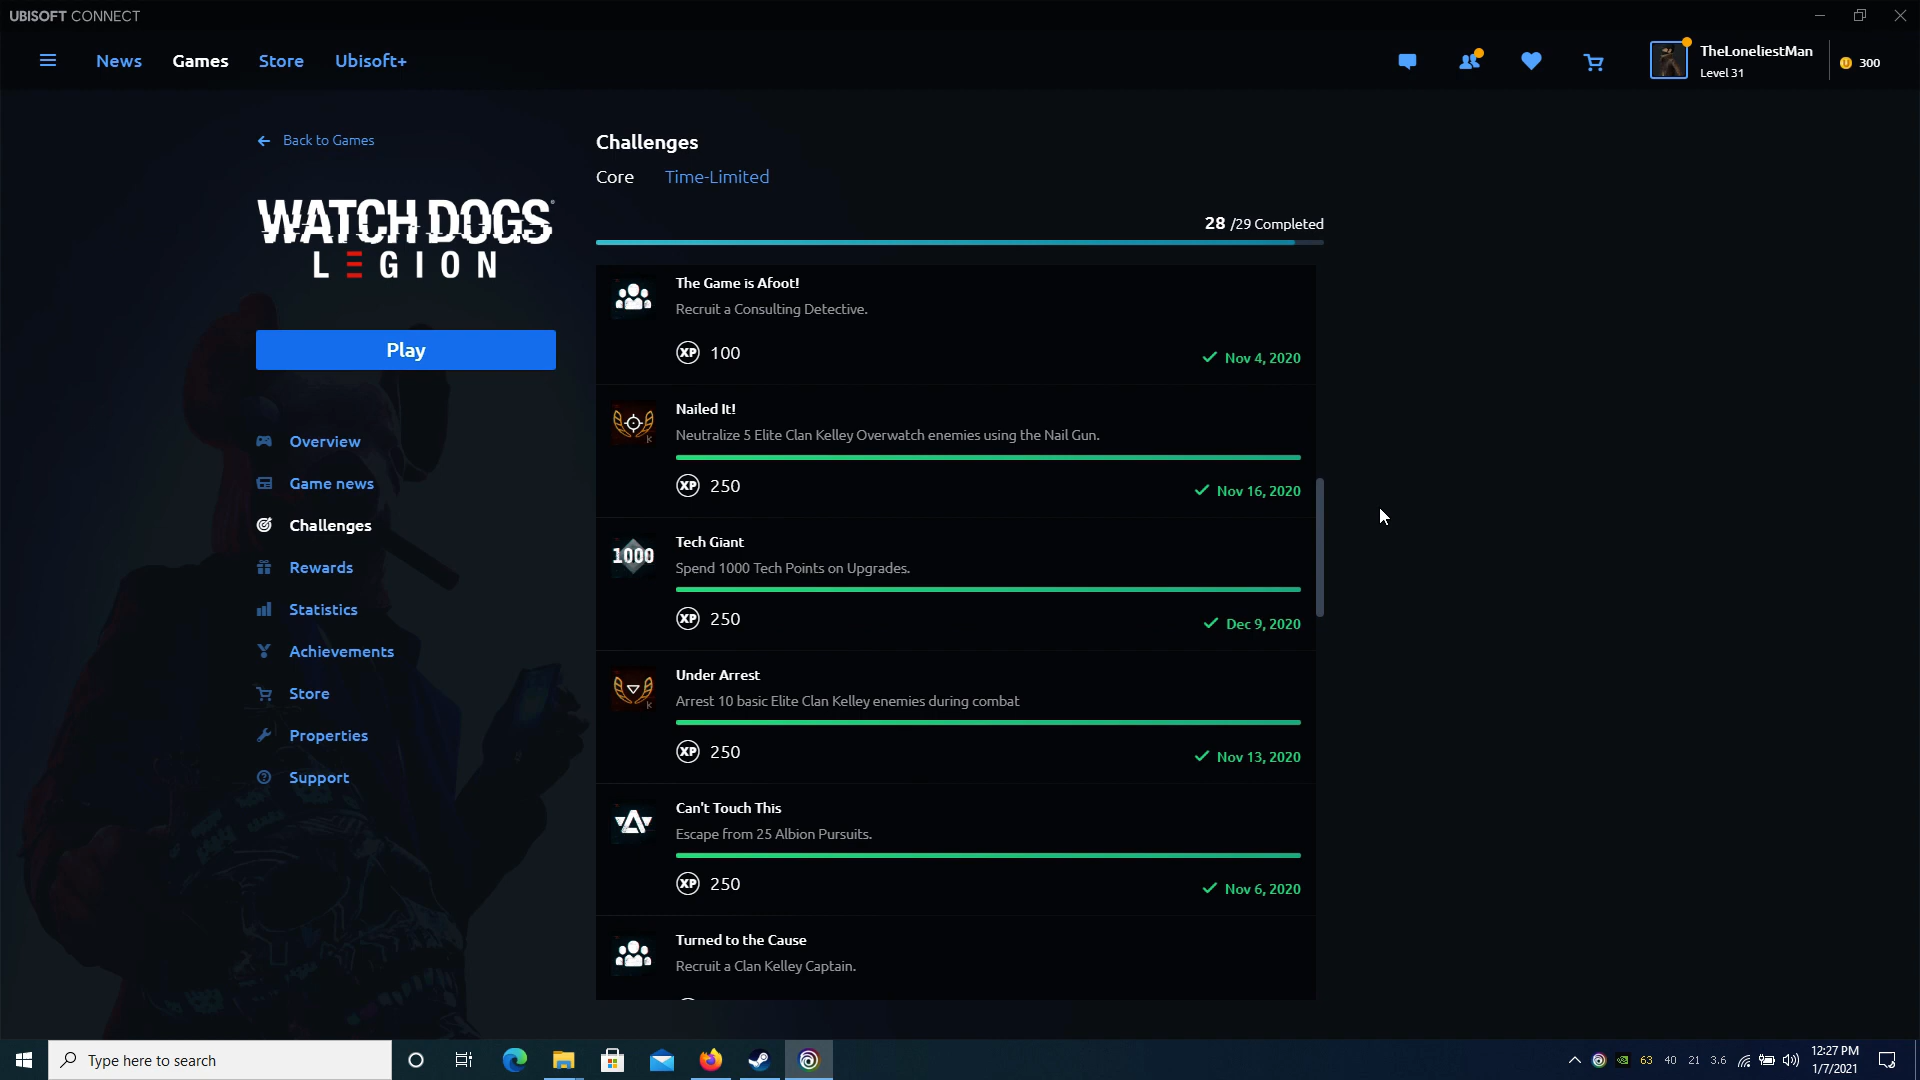 UBISOFT CONNECT
News Games Store Ubisoft+
TheLoneliestMan
Level 31
300
Back to Games
WATCH DOGS
LEGION
Play
Overview
Game news
Challenges
Rewards
Statistics
Achievements
Store
Properties
Support
Challenges
Core Time-Limited
28 /29 Completed
The Game is Afoot!
Recruit a Consulting Detective.
XP 100
Nov 4, 2020
Nailed It!
Neutralize 5 Elite Clan Kelley Overwatch enemies using the Nail Gun.
XP 250
Nov 16, 2020
1000
Tech Giant
Spend 1000 Tech Points on Upgrades.
XP 250
Dec 9, 2020
Under Arrest
Arrest 10 basic Elite Clan Kelley enemies during combat
XP 250
Nov 13, 2020
Can't Touch This
Escape from 25 Albion Pursuits.
XP 250
Nov 6, 2020
Turned to the Cause
Recruit a Clan Kelley Captain.
Type here to search
63 40 21 3.6
12:27 PM
1/7/2021